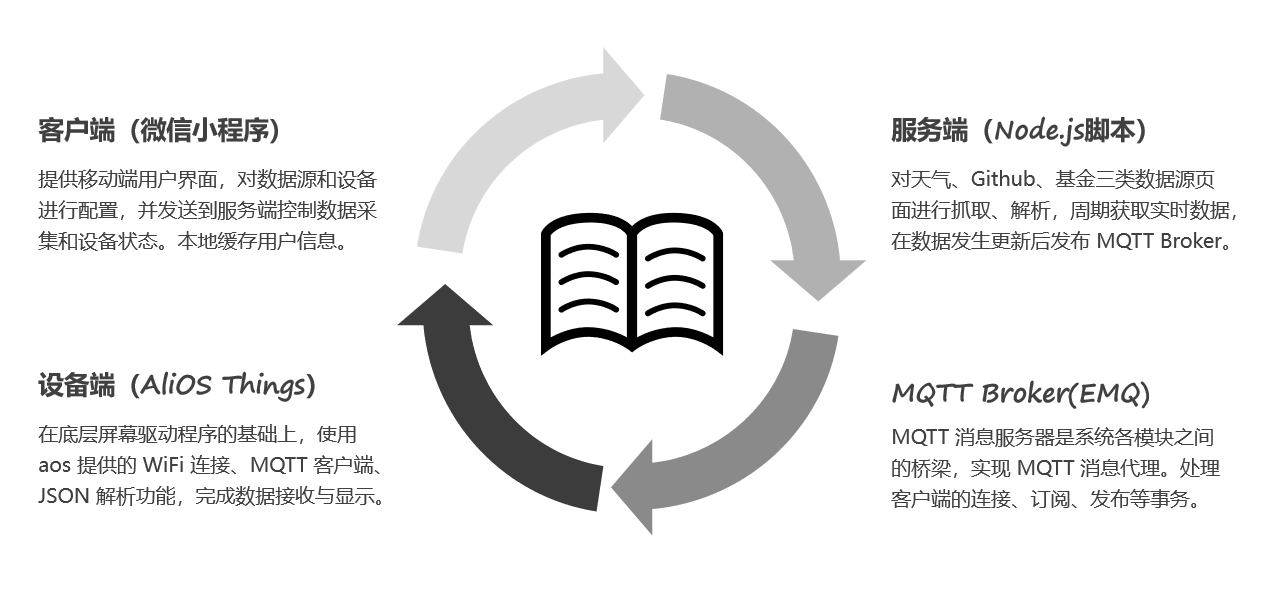 客户端（微信小程序）
提供移动端用户界面，对数据源和设备
进行配置，并发送到服务端控制数据采
集和设备状态。本地缓存用户信息。
服务端（Node.js脚本）
对天气、Github、基金三类数据源页
面进行抓取、解析，周期获取实时数据，
在数据发生更新后发布 MQTT Broker。
设备端（AliOS Things）
在底层屏幕驱动程序的基础上，使用
aos 提供的 WiFi 连接、MQTT 客户端、
JSON 解析功能，完成数据接收与显示。
MQTT Broker(EMQ)
MQTT 消息服务器是系统各模块之间
的桥梁，实现 MQTT 消息代理。处理
客户端的连接、订阅、发布等事务。